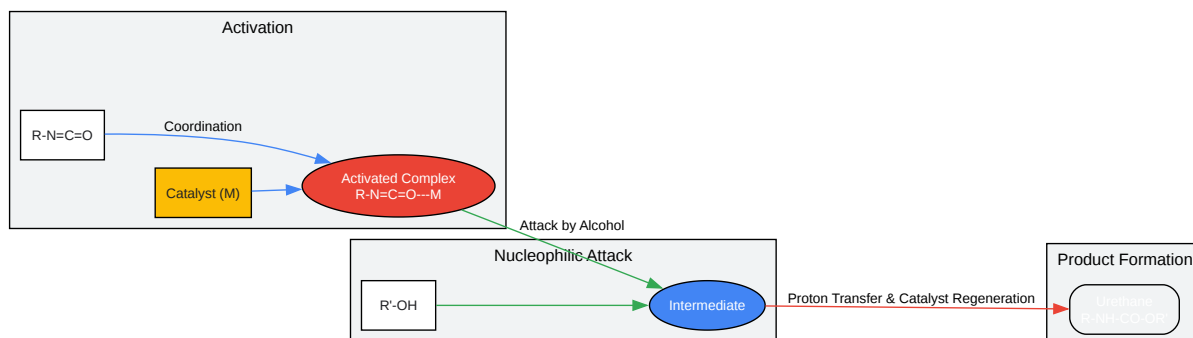 Activation
R-N=C=O
Coordination
Catalyst (M)
Activated Complex
R-N=C=O---M
Attack by Alcohol
Nucleophilic Attack
R'-OH
Intermediate
Proton Transfer & Catalyst Regeneration
Product Formation
Urethane
R-NH-CO-OR'